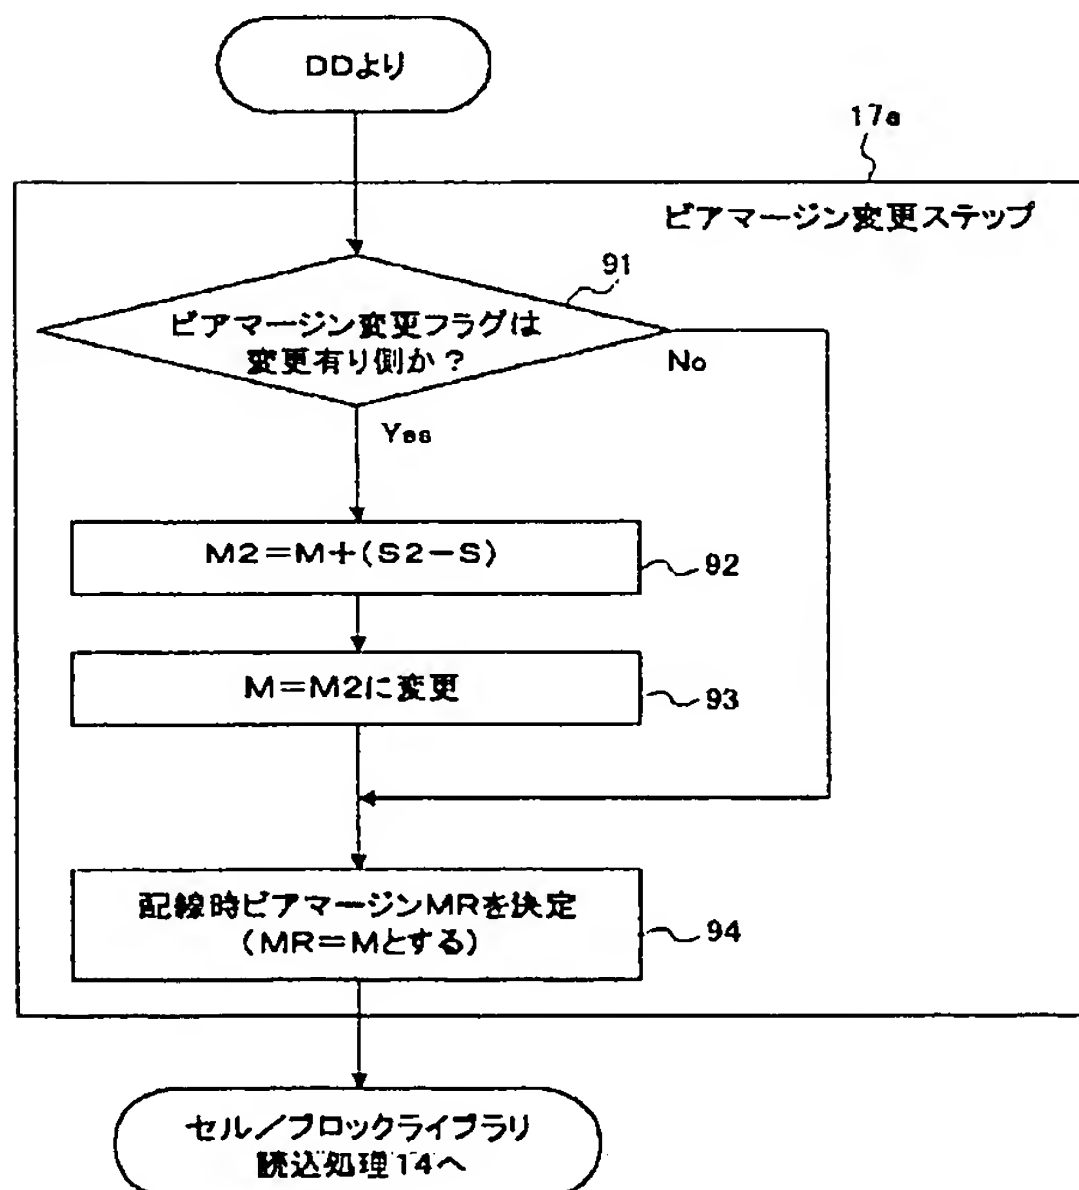 DDより
17a
ビアマージン変更ステップ
91
ビアマージン変更フラグは
変更有り側か？
No
Yes
M2＝M＋(S2－S)
92
M＝M2に変更
93
配線時ビアマージンMRを決定
(MR＝Mとする)
94
セル／ブロックライブラリ
読込処理14へ